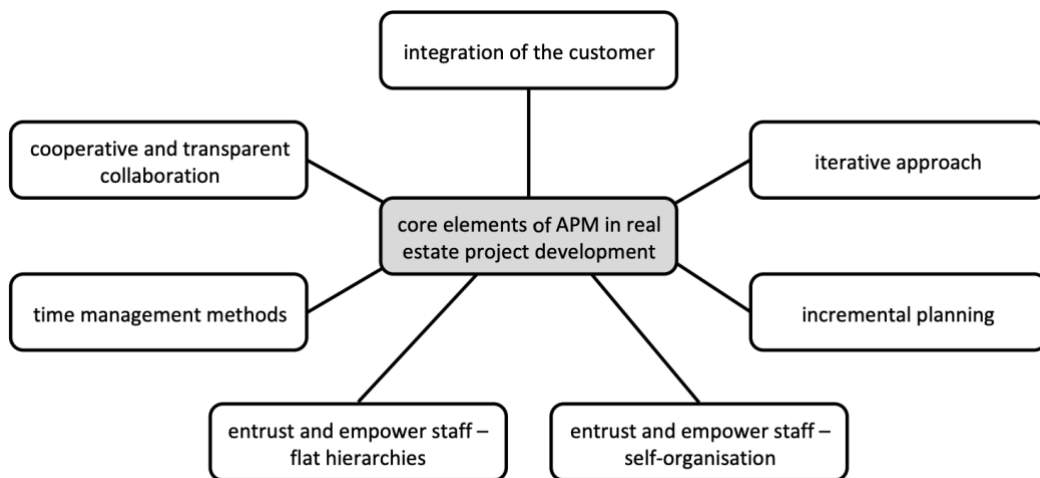 integration of the customer
cooperative and transparent
collaboration
iterative approach
core elements of APM in real
estate project development
time management methods
incremental planning
entrust and empower staff –
flat hierarchies
entrust and empower staff –
self-organisation